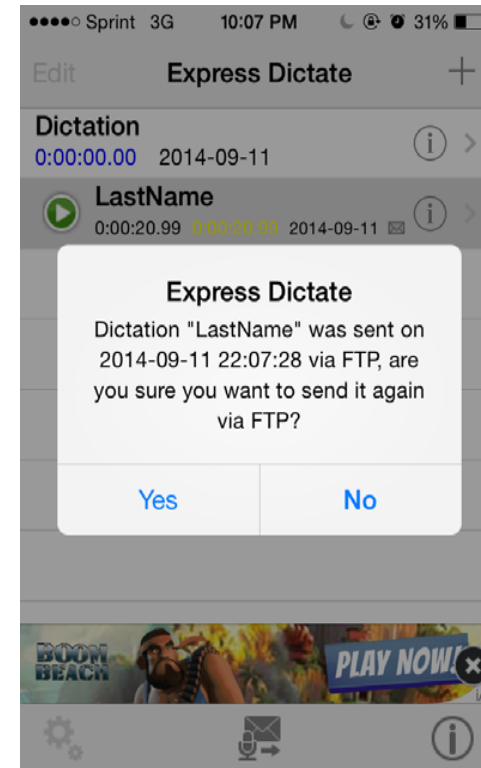 Sprint 3G 10:07 PM 31%
Edit Express Dictate +
Dictation
0:00:00.00 2014-09-11
LastName
0:00:20.99 0:00:20.99 2014-09-11
Express Dictate
Dictation "LastName" was sent on
2014-09-11 22:07:28 via FTP, are
you sure you want to send it again
via FTP?
Yes No
BOOM
BEACH
PLAY NOW!